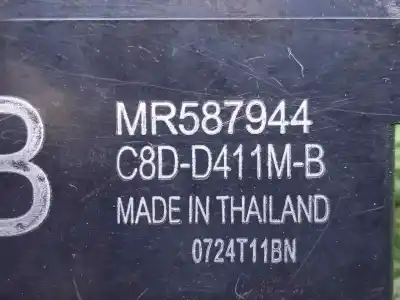 B
MR587944
C8D-D411M-B
MADE IN THAILAND
0724T11BN